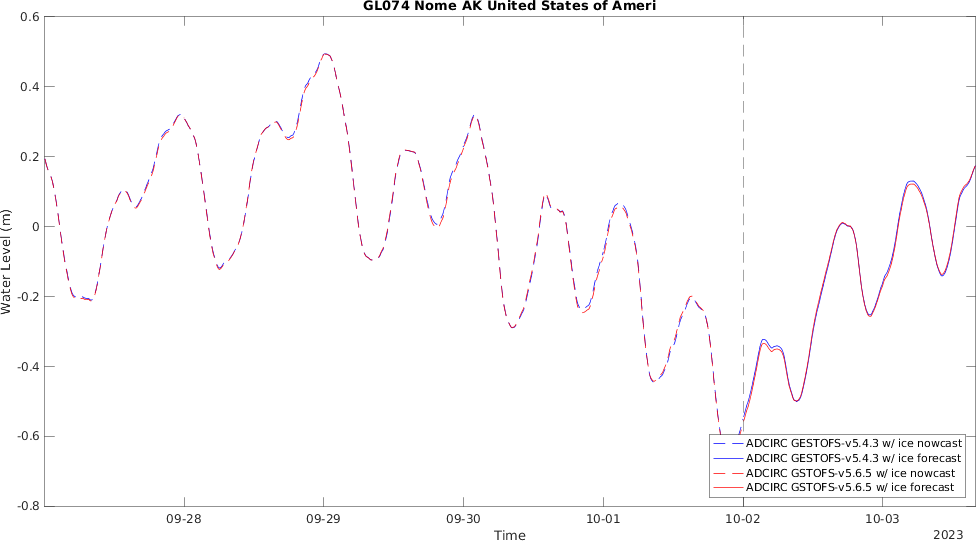 GL074 Nome AK United States of Ameri
0.6
0.4
0.2
0
-0.2
-0.4
-0.6
-0.8
Water Level (m)
ADCIRC GESTOFS-v5.4.3 w/ ice nowcast
ADCIRC GESTOFS-v5.4.3 w/ ice forecast
ADCIRC GSTOFS-v5.6.5 w/ ice nowcast
ADCIRC GSTOFS-v5.6.5 w/ ice forecast
09-28 09-29 09-30 10-01 10-02 10-03
Time
2023